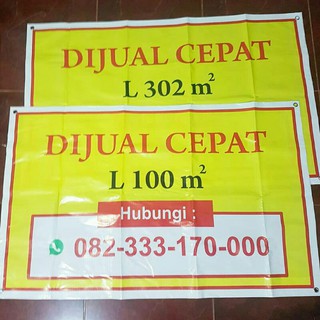 DIJUAL CEPAT
L 302 m²
DIJUAL CEPAT
L 100 m²
Hubungi :
082-333-170-000